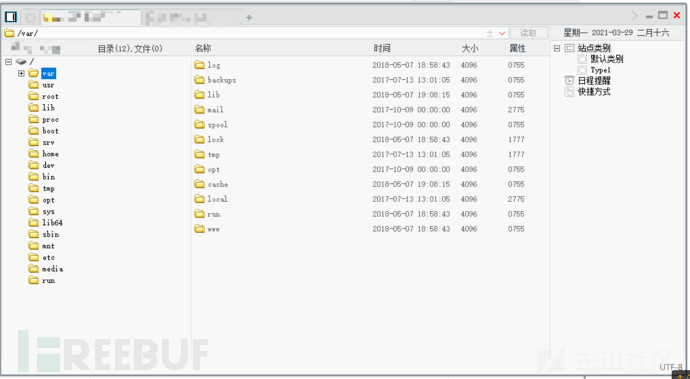 +
/var/ 读取 星期一 2021-03-29 二月十六
目录(12),文件(0) 名称 时间 大小 属性
/
var
usr
root
lib
proc
boot
srv
home
dev
bin
tmp
opt
sys
lib64
sbin
mnt
etc
media
run
log 2018-05-07 18:58:43 4096 0755
backups 2017-07-13 13:01:05 4096 0755
lib 2018-05-07 19:08:15 4096 0755
mail 2017-10-09 00:00:00 4096 2775
spool 2017-10-09 00:00:00 4096 0755
lock 2018-05-07 18:58:43 4096 1777
tmp 2017-07-13 13:01:05 4096 1777
opt 2017-10-09 00:00:00 4096 0755
cache 2018-05-07 19:08:15 4096 0755
local 2017-07-13 13:01:05 4096 2775
run 2018-05-07 18:58:43 4096 0755
www 2018-05-07 18:58:43 4096 0755
站点类别
默认类别
Type1
日程提醒
快捷方式
FREEBUF
先知社区
UTF-8